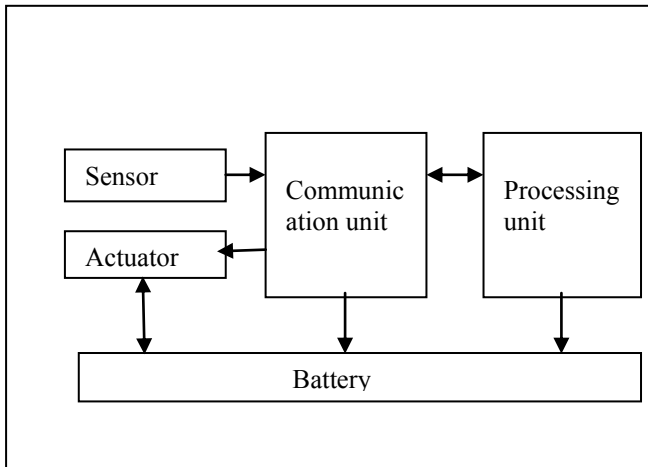 Sensor
Communic
ation unit
Processing
unit
Actuator
Battery